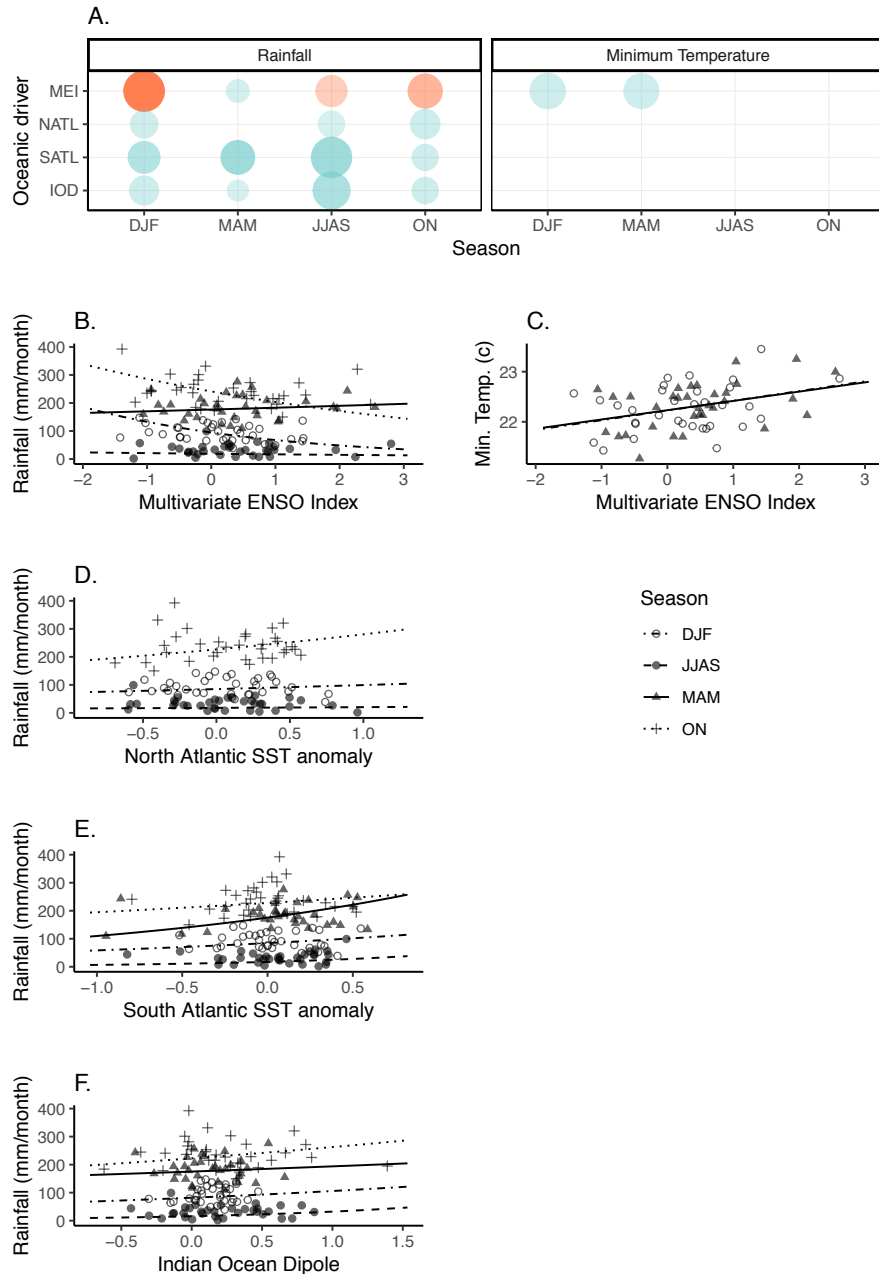 A.
Rainfall
Minimum Temperature
Oceanic driver
MEI
NATL
SATL
IOD
DJF MAM JJAS ON DJF MAM JJAS ON
Season
B.
Rainfall (mm/month)
400
300
200
100
0
−2 −1 0 1 2 3
Multivariate ENSO Index
C.
Min. Temp. (c)
23
22
−2 −1 0 1 2 3
Multivariate ENSO Index
D.
Rainfall (mm/month)
400
300
200
100
0
−0.5 0.0 0.5 1.0
North Atlantic SST anomaly
Season
DJF
JJAS
MAM
ON
E.
Rainfall (mm/month)
400
300
200
100
0
−1.0 −0.5 0.0 0.5
South Atlantic SST anomaly
F.
Rainfall (mm/month)
400
300
200
100
0
−0.5 0.0 0.5 1.0 1.5
Indian Ocean Dipole